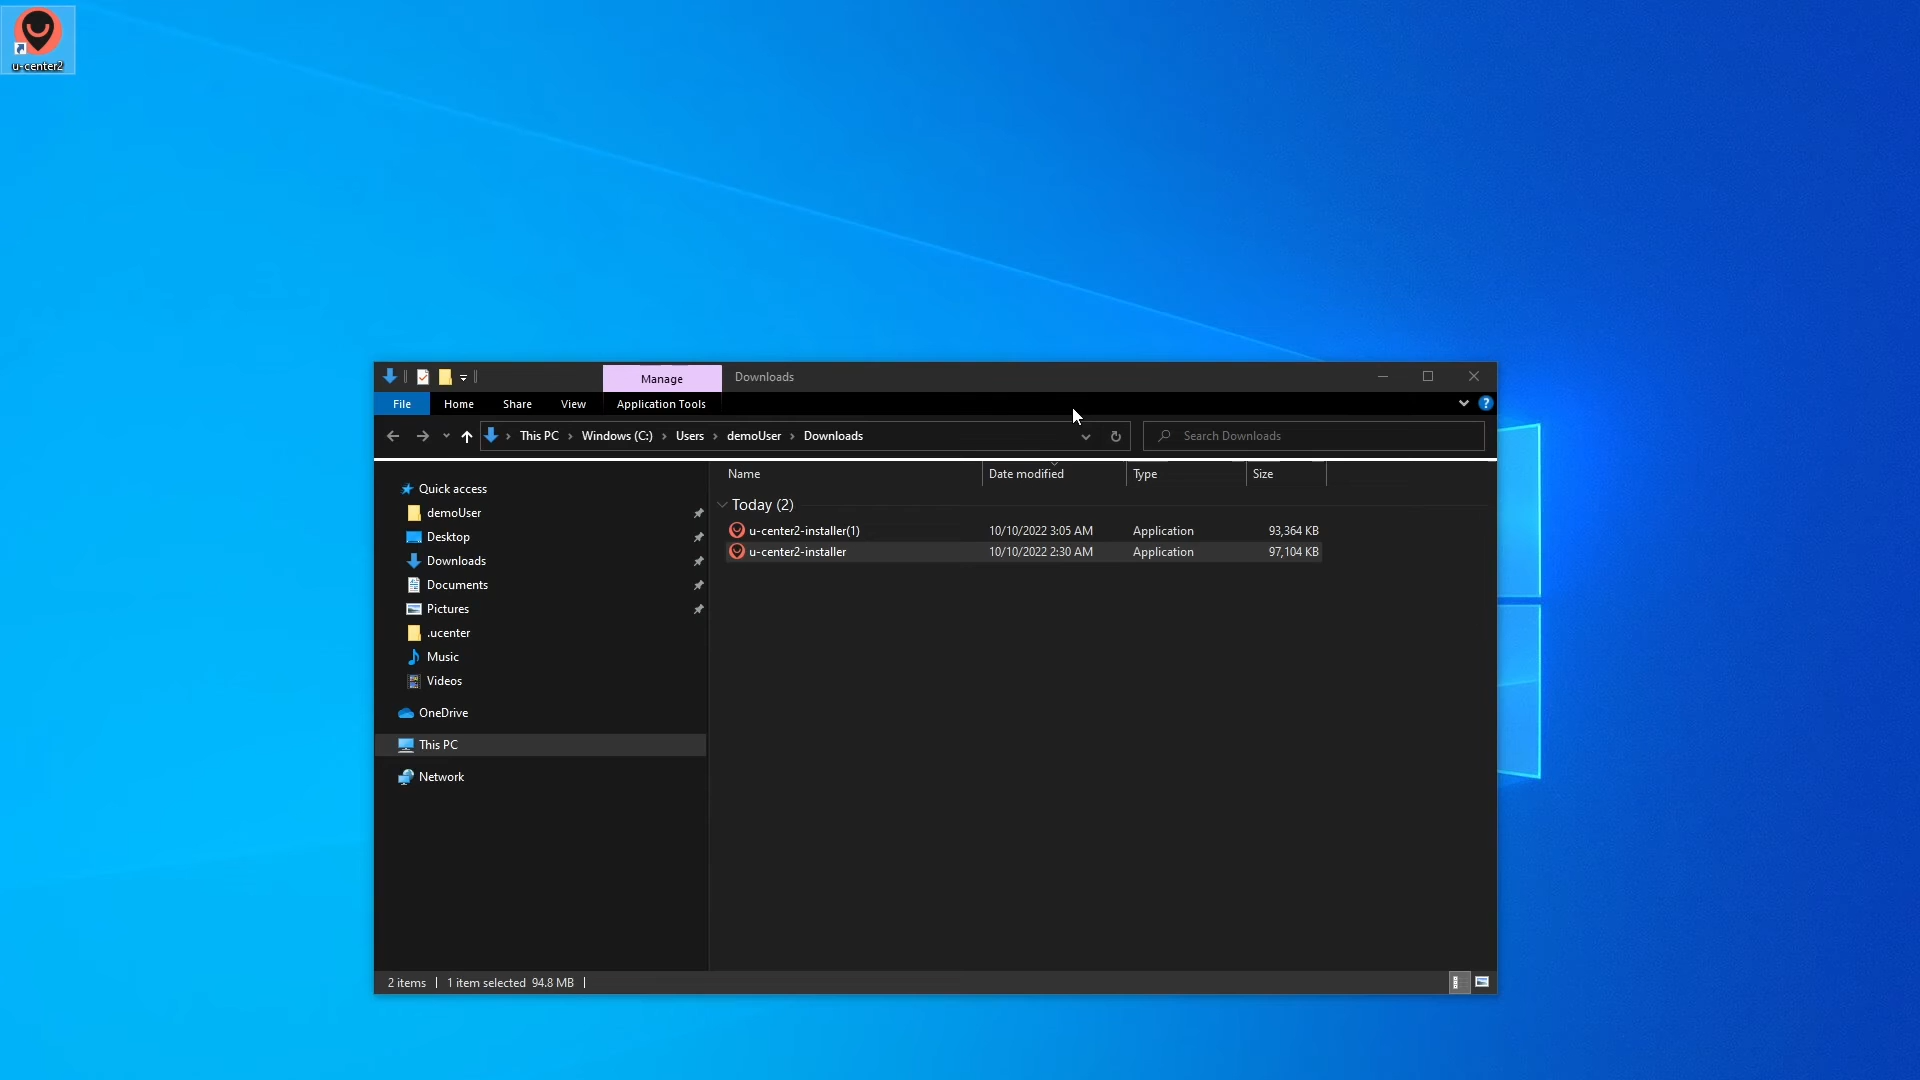 u-center2
Manage
Downloads
File
Home
Share
View
Application Tools
?
This PC
Windows (C:)
Users
demoUser
Downloads
Search Downloads
Name
Date modified
Type
Size
Quick access
demoUser
Desktop
Downloads
Documents
Pictures
.ucenter
Music
Videos
OneDrive
This PC
Network
Today (2)
u-center2-installer(1) 10/10/2022 3:05 AM Application 93,364 KB
u-center2-installer 10/10/2022 2:30 AM Application 97,104 KB
2 items 1 item selected 94.8 MB